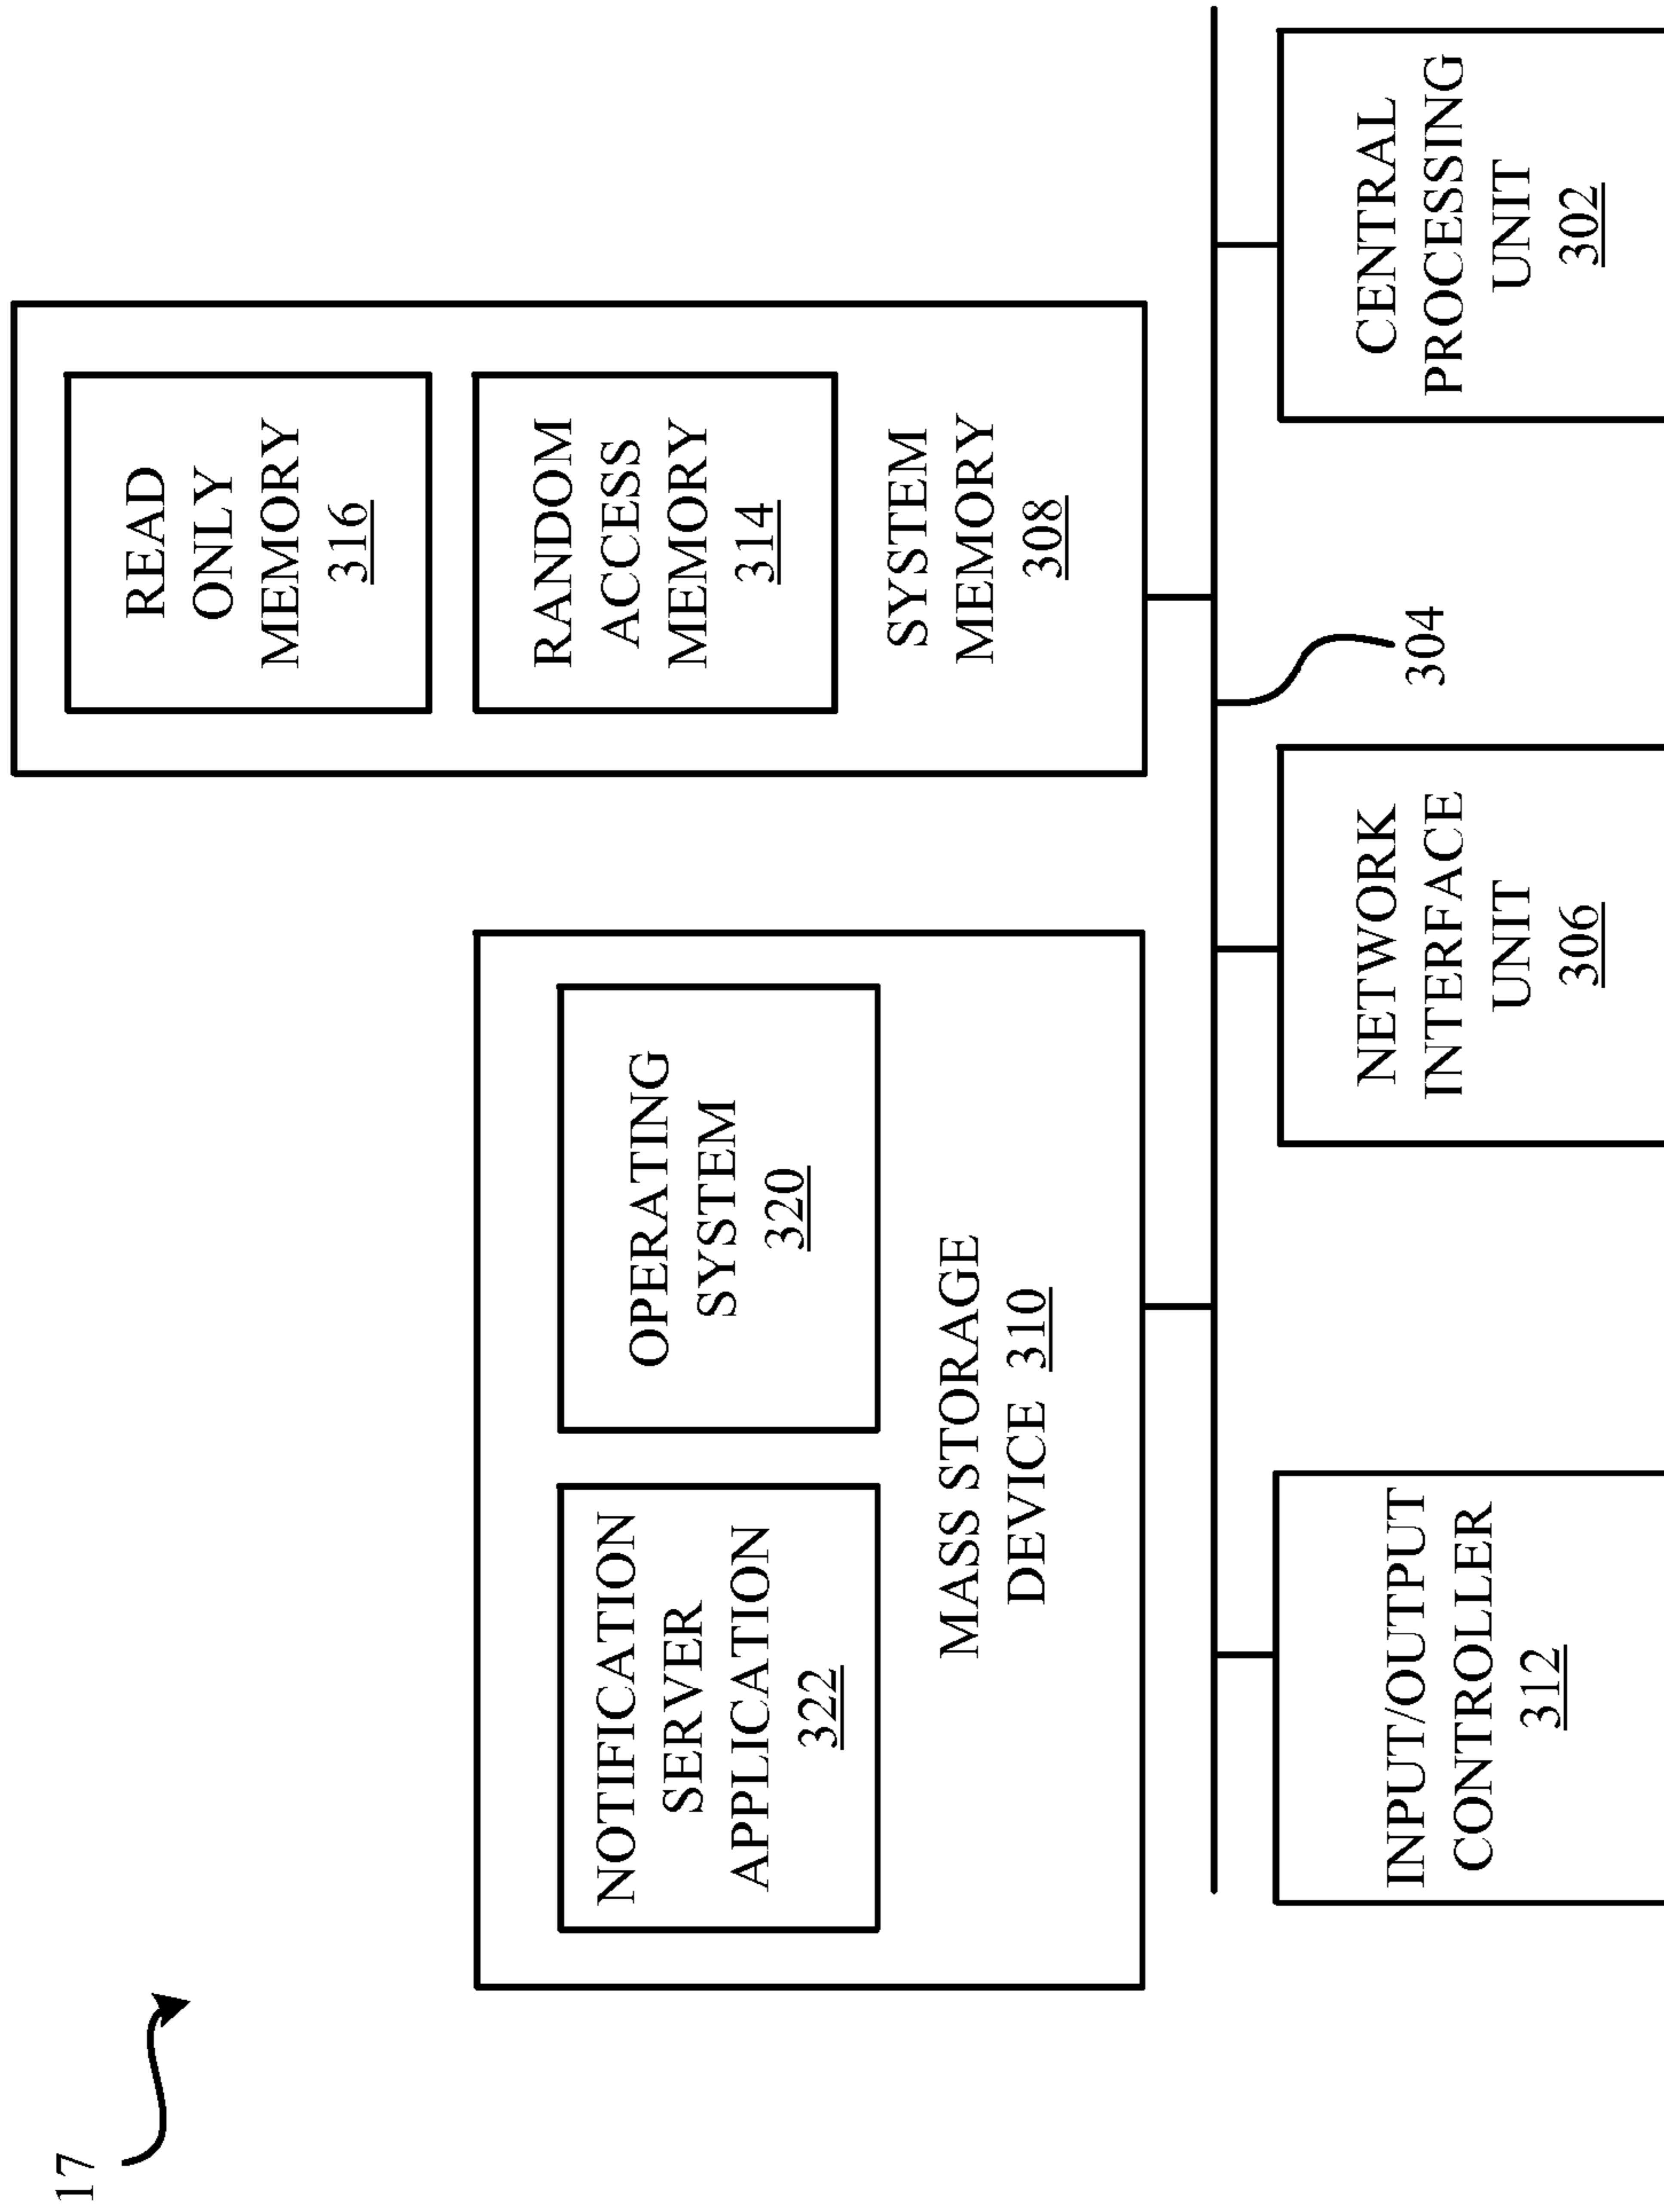 17
NOTIFICATION
SERVER
APPLICATION
322
OPERATING
SYSTEM
320
MASS STORAGE
DEVICE 310
READ
ONLY
MEMORY
316
RANDOM
ACCESS
MEMORY
314
SYSTEM
MEMORY
308
304
INPUT/OUTPUT
CONTROLLER
312
NETWORK
INTERFACE
UNIT
306
CENTRAL
PROCESSING
UNIT
302